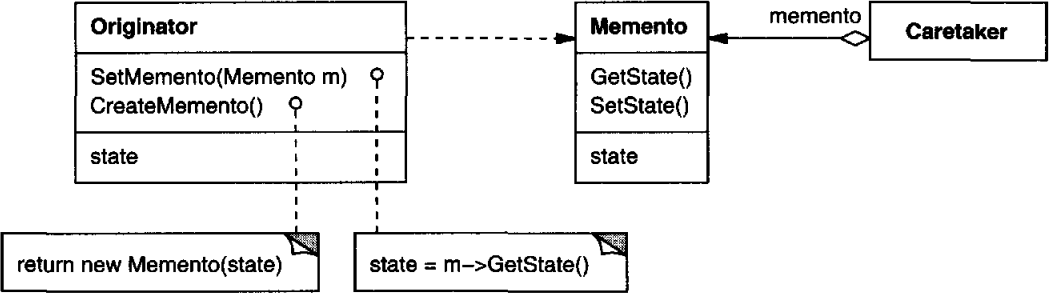 Originator
SetMemento(Memento m)
CreateMemento()
state
Memento
GetState()
SetState()
state
memento
Caretaker
return new Memento(state)
state = m->GetState()